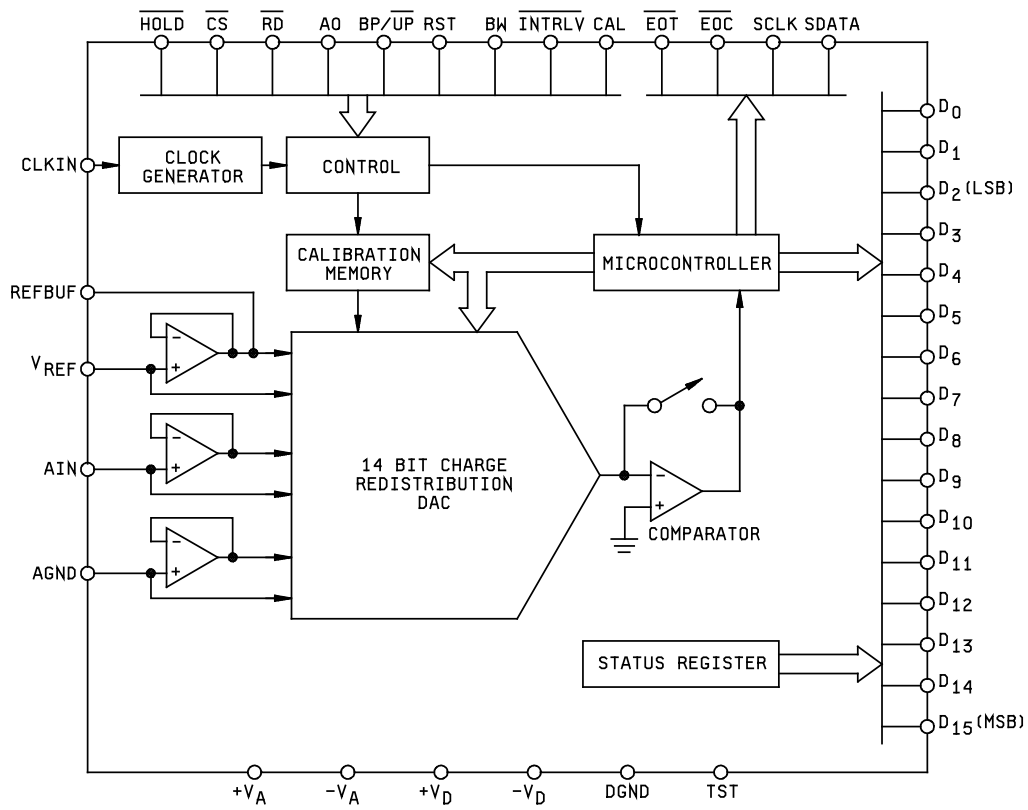 HOLD CS RD A0 BP/UP RST BW INTRLV CAL EOT EOC SCLK SDATA
D0
D1
D2 (LSB)
D3
D4
D5
D6
D7
D8
D9
D10
D11
D12
D13
D14
D15 (MSB)
CLKIN
CLOCK
GENERATOR
CONTROL
CALIBRATION
MEMORY
MICROCONTROLLER
REFBUF
VREF
AIN
AGND
-
+
-
+
-
+
14 BIT CHARGE
REDISTRIBUTION
DAC
-
+
COMPARATOR
STATUS REGISTER
+VA -VA +VD -VD DGND TST